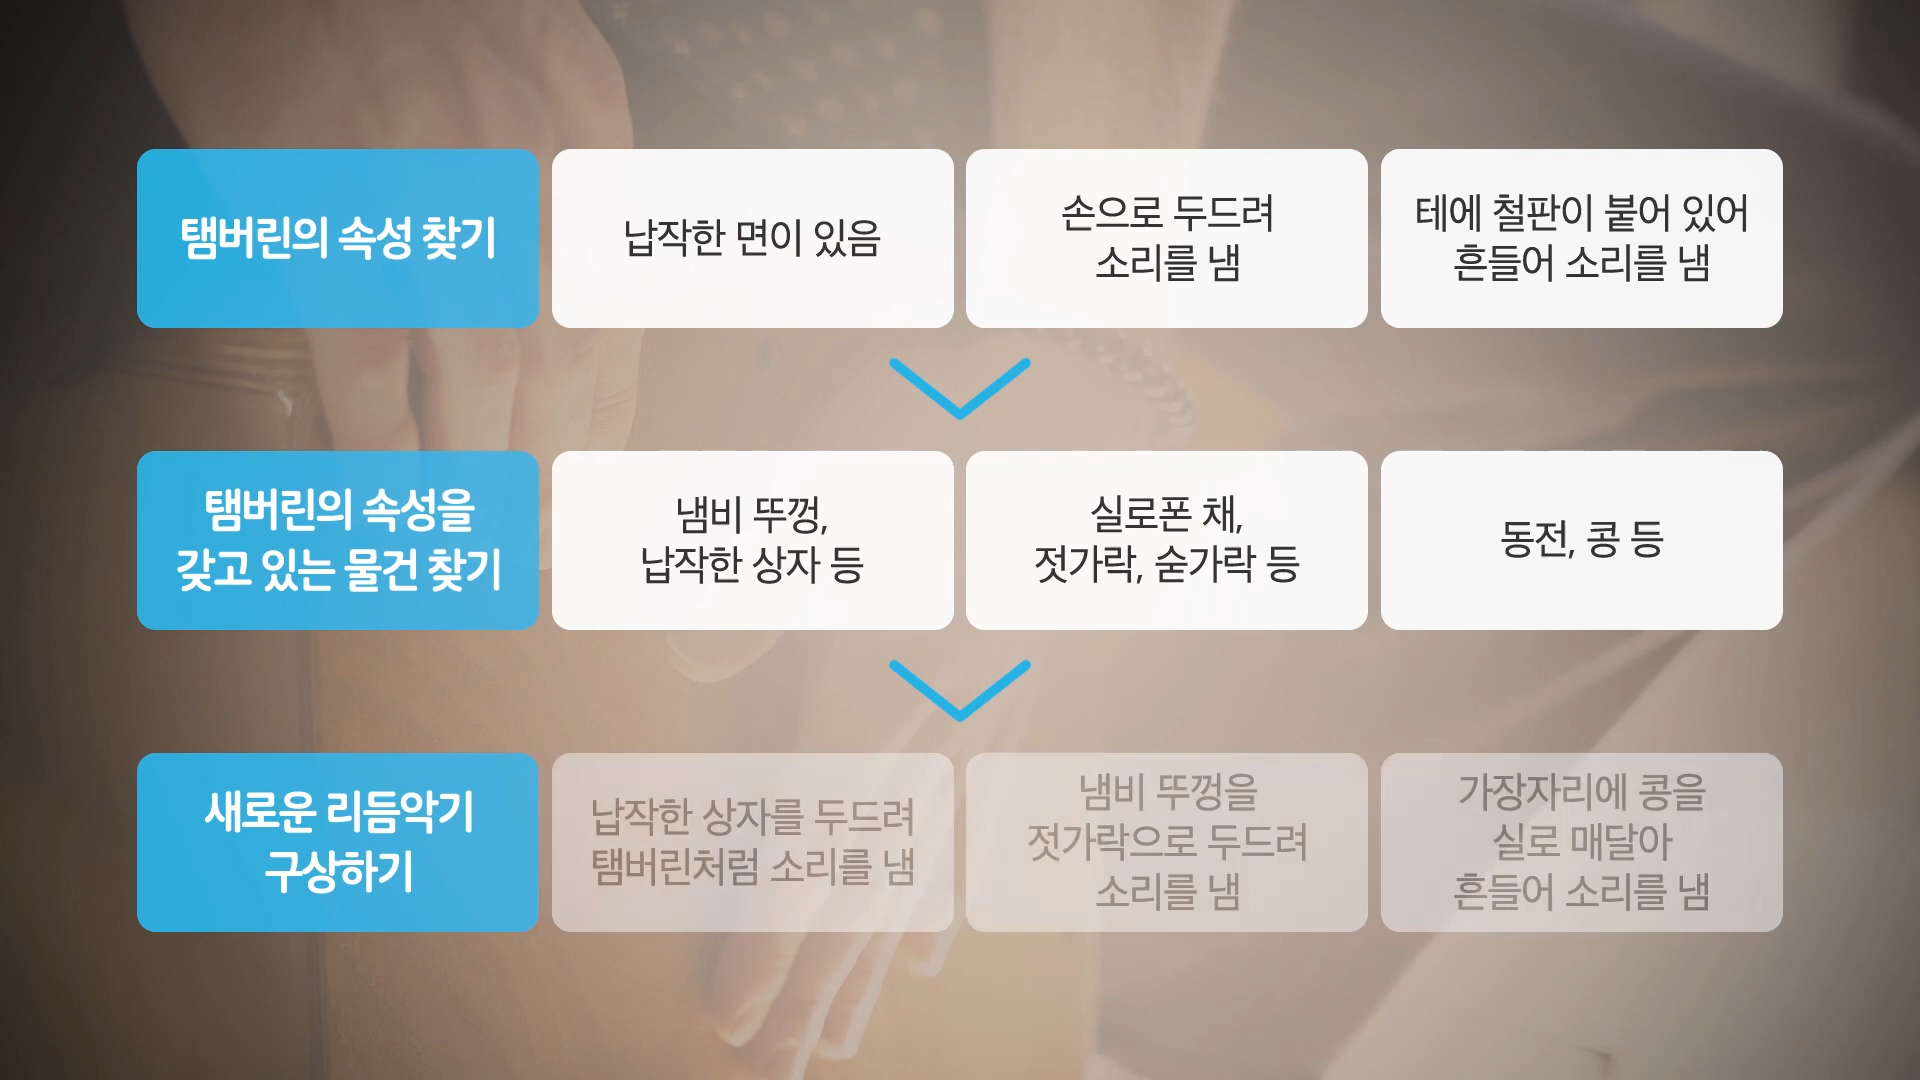 탬버린의 속성 찾기
납작한 면이 있음
손으로 두드려
소리를 냄
테에 철판이 붙어 있어
흔들어 소리를 냄
탬버린의 속성을
갖고 있는 물건 찾기
냄비 뚜껑,
납작한 상자 등
실로폰 채,
젓가락, 숟가락 등
동전, 콩 등
새로운 리듬악기
구상하기
납작한 상자를 두드려
탬버린처럼 소리를 냄
냄비 뚜껑을
젓가락으로 두드려
소리를 냄
가장자리에 콩을
실로 매달아
흔들어 소리를 냄